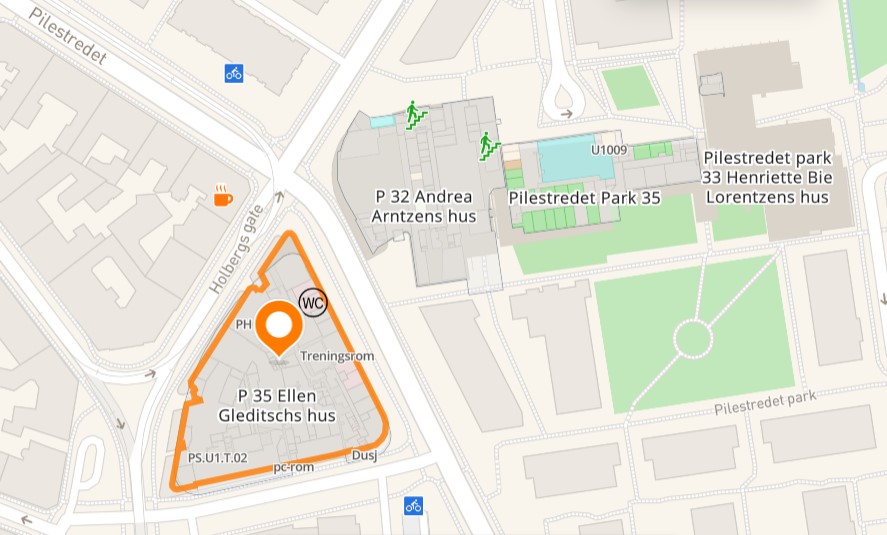 Pilestredet
U1009
Pilestredet park
33 Henriette Bie
Lorentzens hus
P 32 Andrea
Arntzens hus
Pilestredet Park 35
Holbergs gate
WC
PH
Treningsrom
P 35 Ellen
Gleditschs hus
Pilestredet park
PS.U1.T.02
pc-rom
Dusj